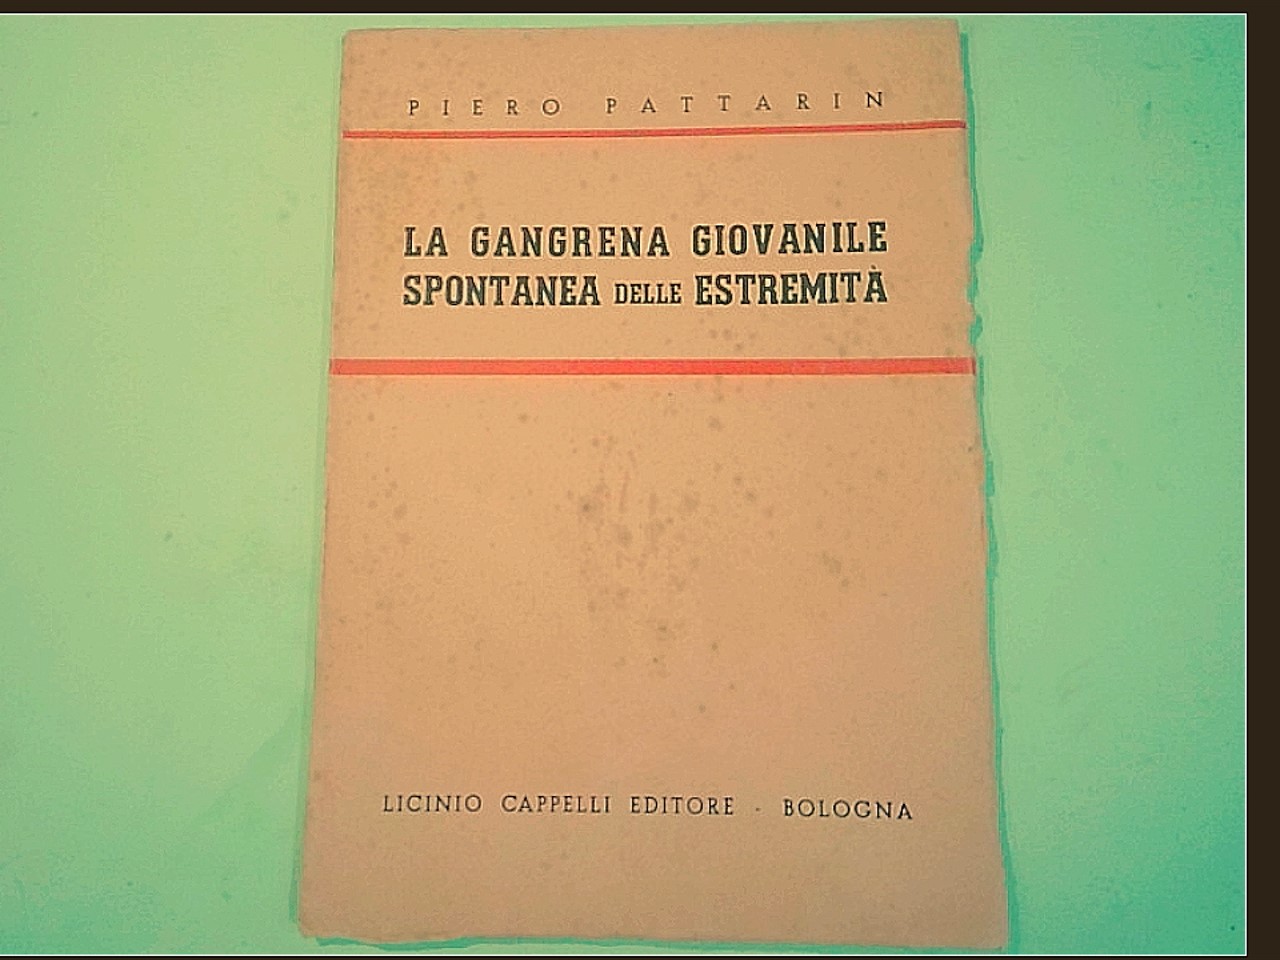 PIERO PATTARIN
LA GANGRENA GIOVANILE
SPONTANEA DELLE ESTREMITÀ
LICINIO CAPPELLI EDITORE - BOLOGNA